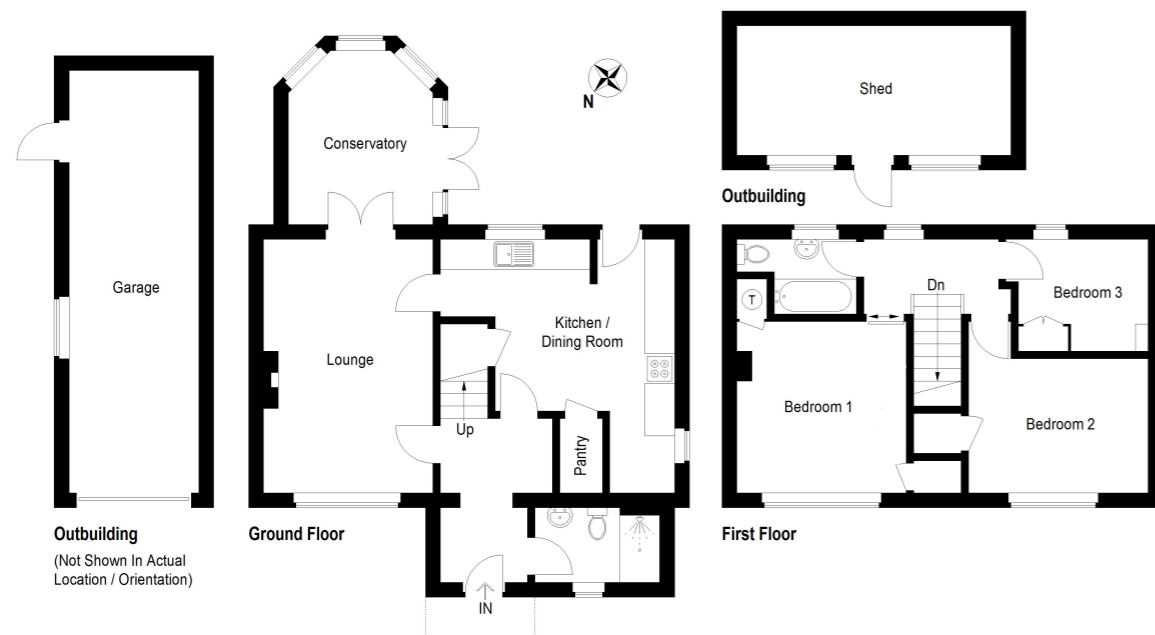 Garage
Outbuilding
(Not Shown In Actual
Location / Orientation)
Conservatory
N
Lounge
Kitchen /
Dining Room
Up
Pantry
IN
Ground Floor
Shed
Outbuilding
T
Dn
Bedroom 3
Bedroom 1
Bedroom 2
First Floor